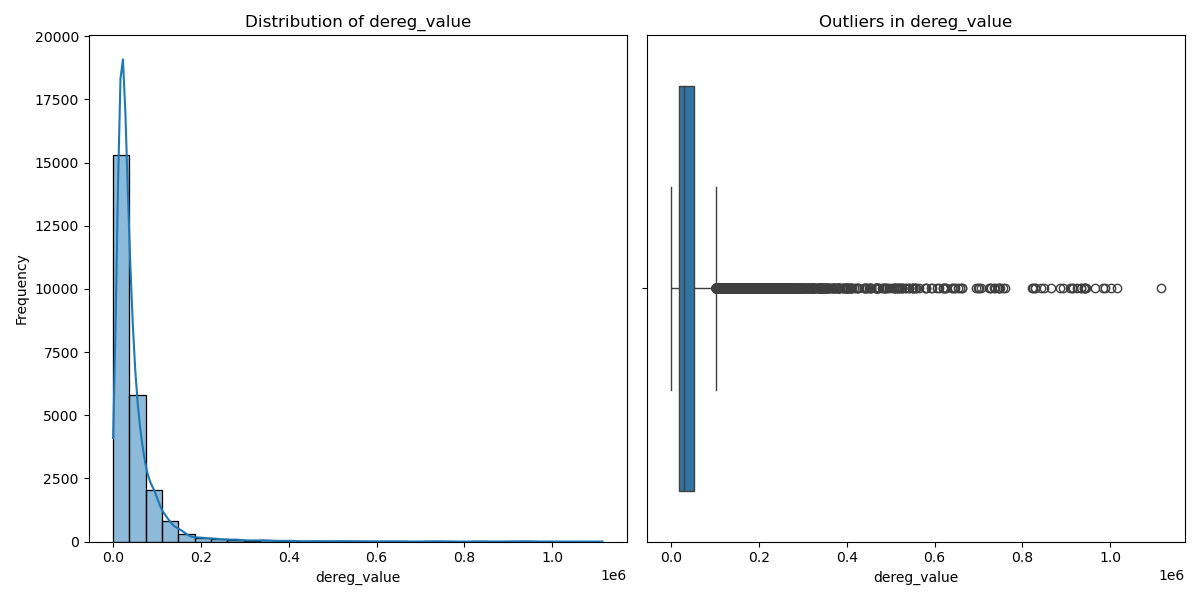 Distribution of dereg_value
20000
17500
15000
12500
10000
7500
5000
2500
0
Frequency
0.0 0.2 0.4 0.6 0.8 1.0
1e6
dereg_value
Outliers in dereg_value
0.0 0.2 0.4 0.6 0.8 1.0
1e6
dereg_value